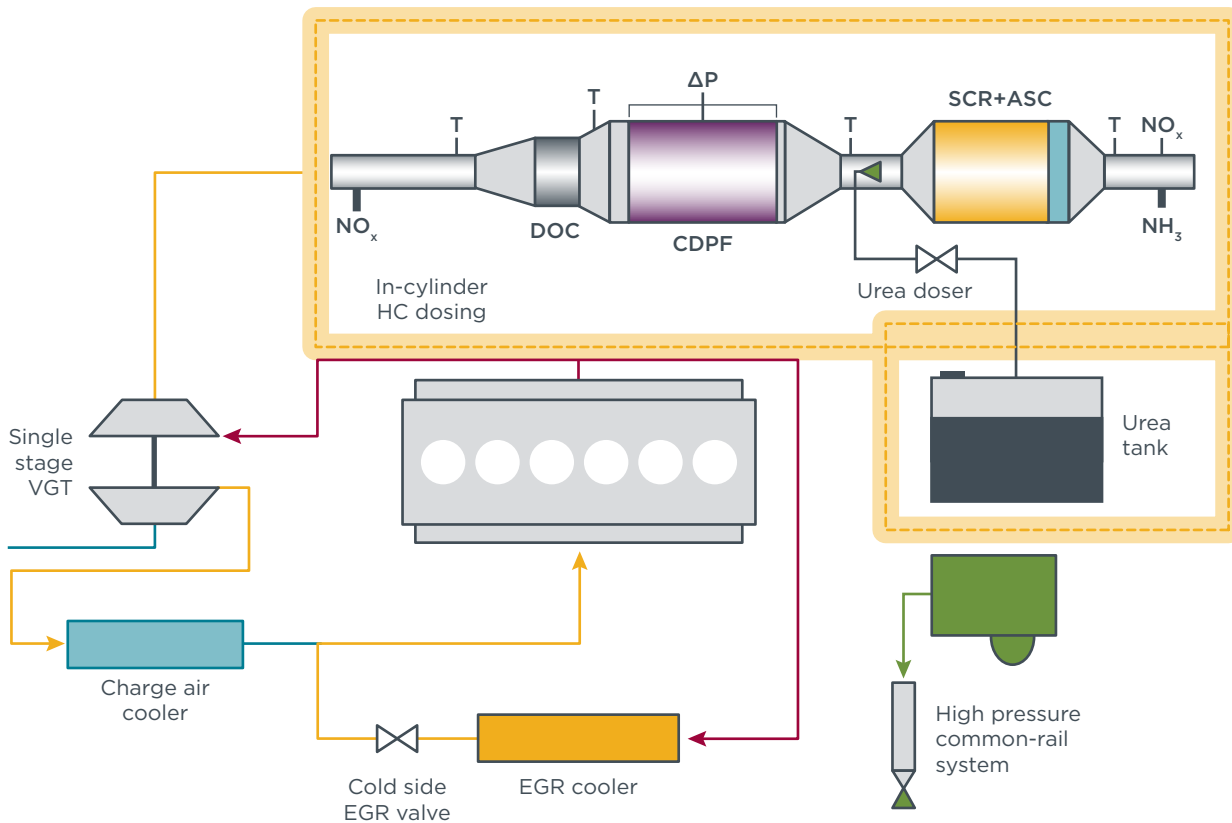 ΔP
T
T
T
SCR+ASC
T
NOₓ
NOₓ
DOC
CDPF
NH₃
In-cylinder
HC dosing
Urea doser
Single
stage
VGT
Urea
tank
Charge air
cooler
Cold side
EGR valve
EGR cooler
High pressure
common-rail
system